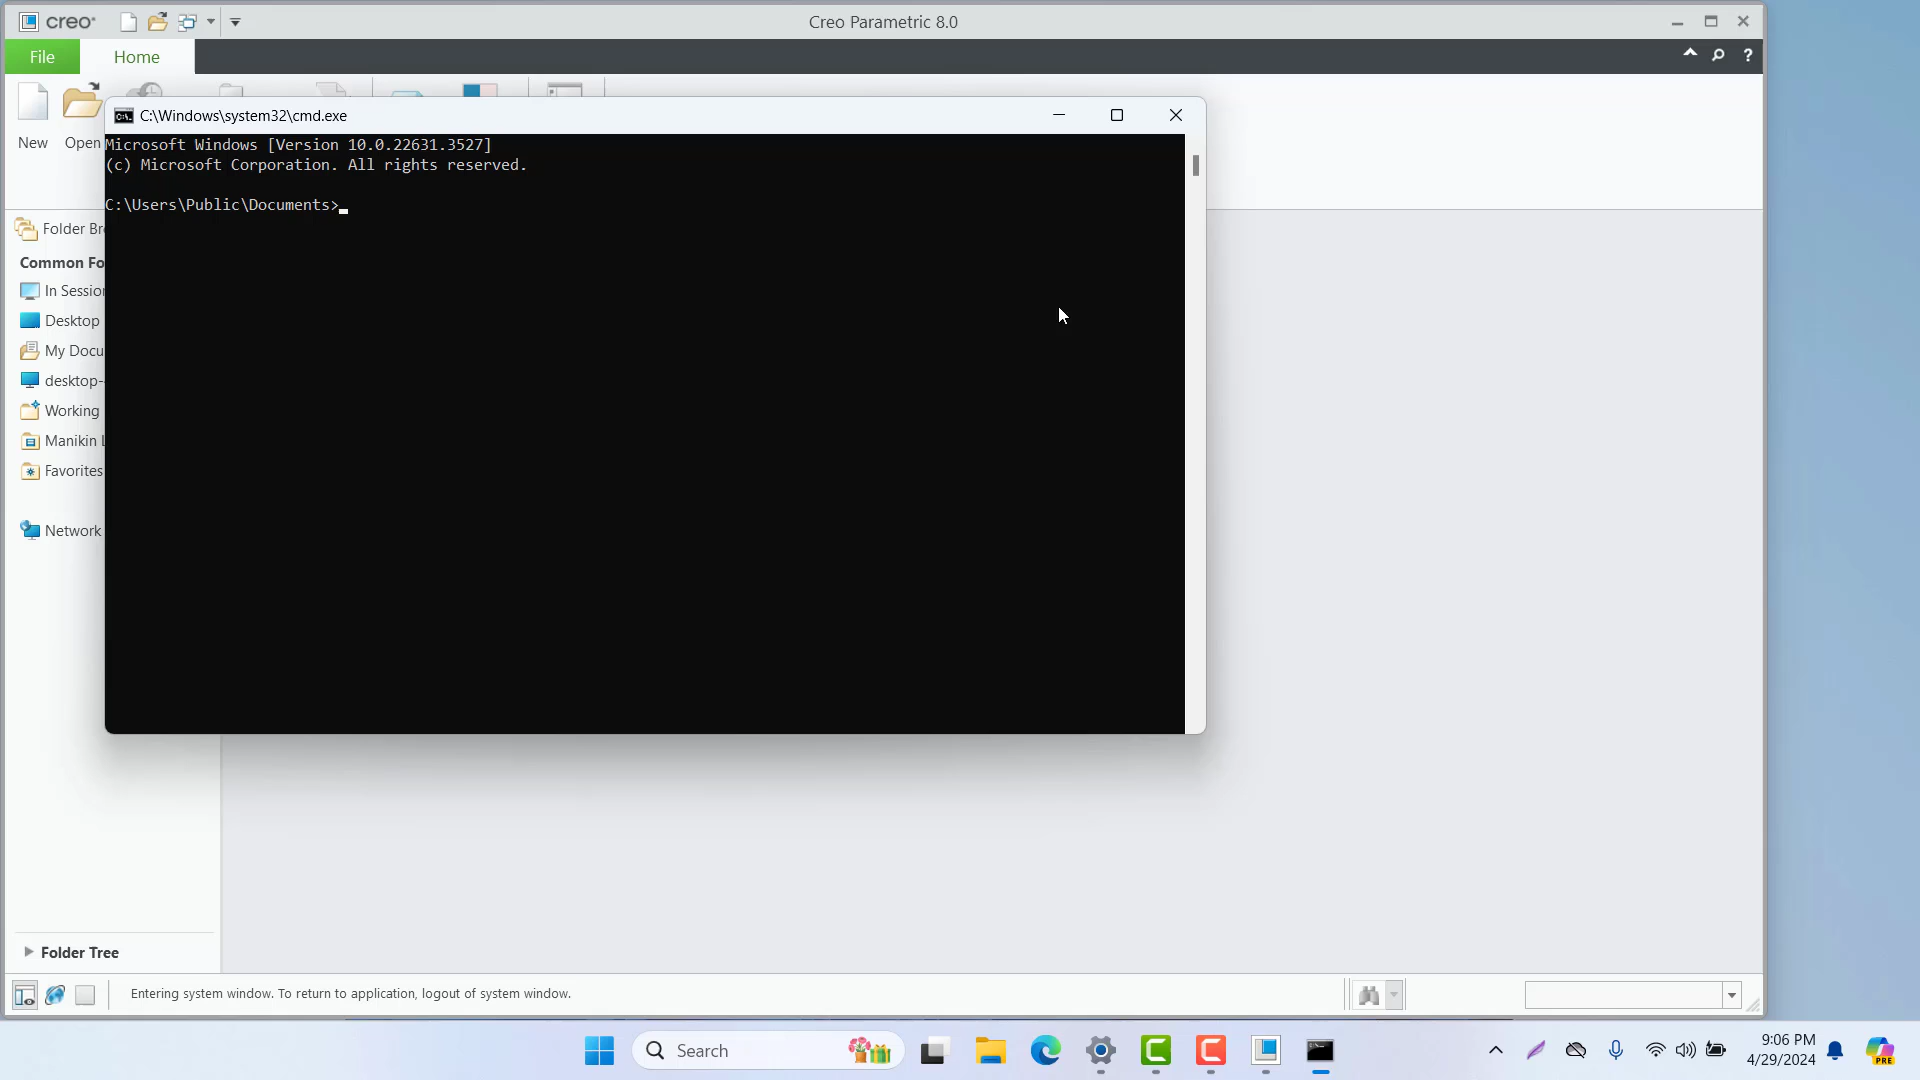 creo
Creo Parametric 8.0
File
Home
?
New
Open
C:\Windows\system32\cmd.exe
Microsoft Windows [Version 10.0.22631.3527]
(c) Microsoft Corporation. All rights reserved.
C:\Users\Public\Documents>
Folder Br
Common Fo
In Session
Desktop
My Docu
desktop-
Working
Manikin L
Favorites
Network
Folder Tree
Entering system window. To return to application, logout of system window.
Search
9:06 PM
4/29/2024
PRE